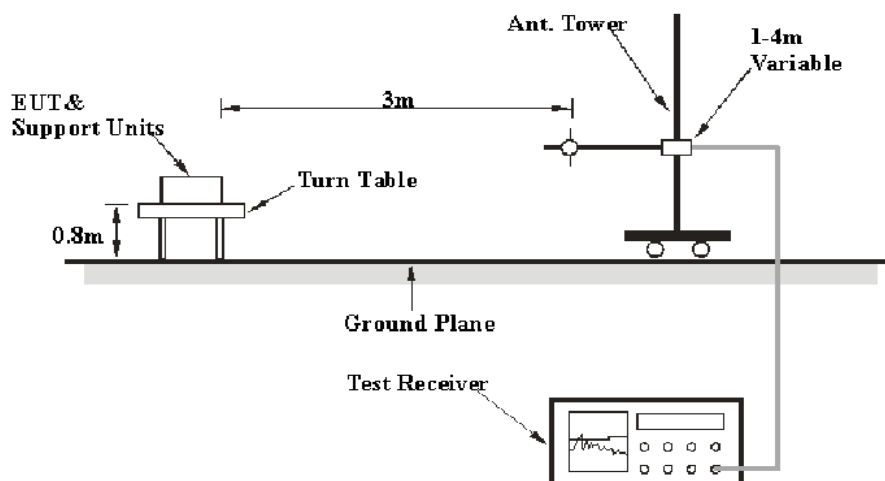 Ant. Tower
1-4m
Variable
3m
EUT&
Support Units
Turn Table
0.8m
Ground Plane
Test Receiver